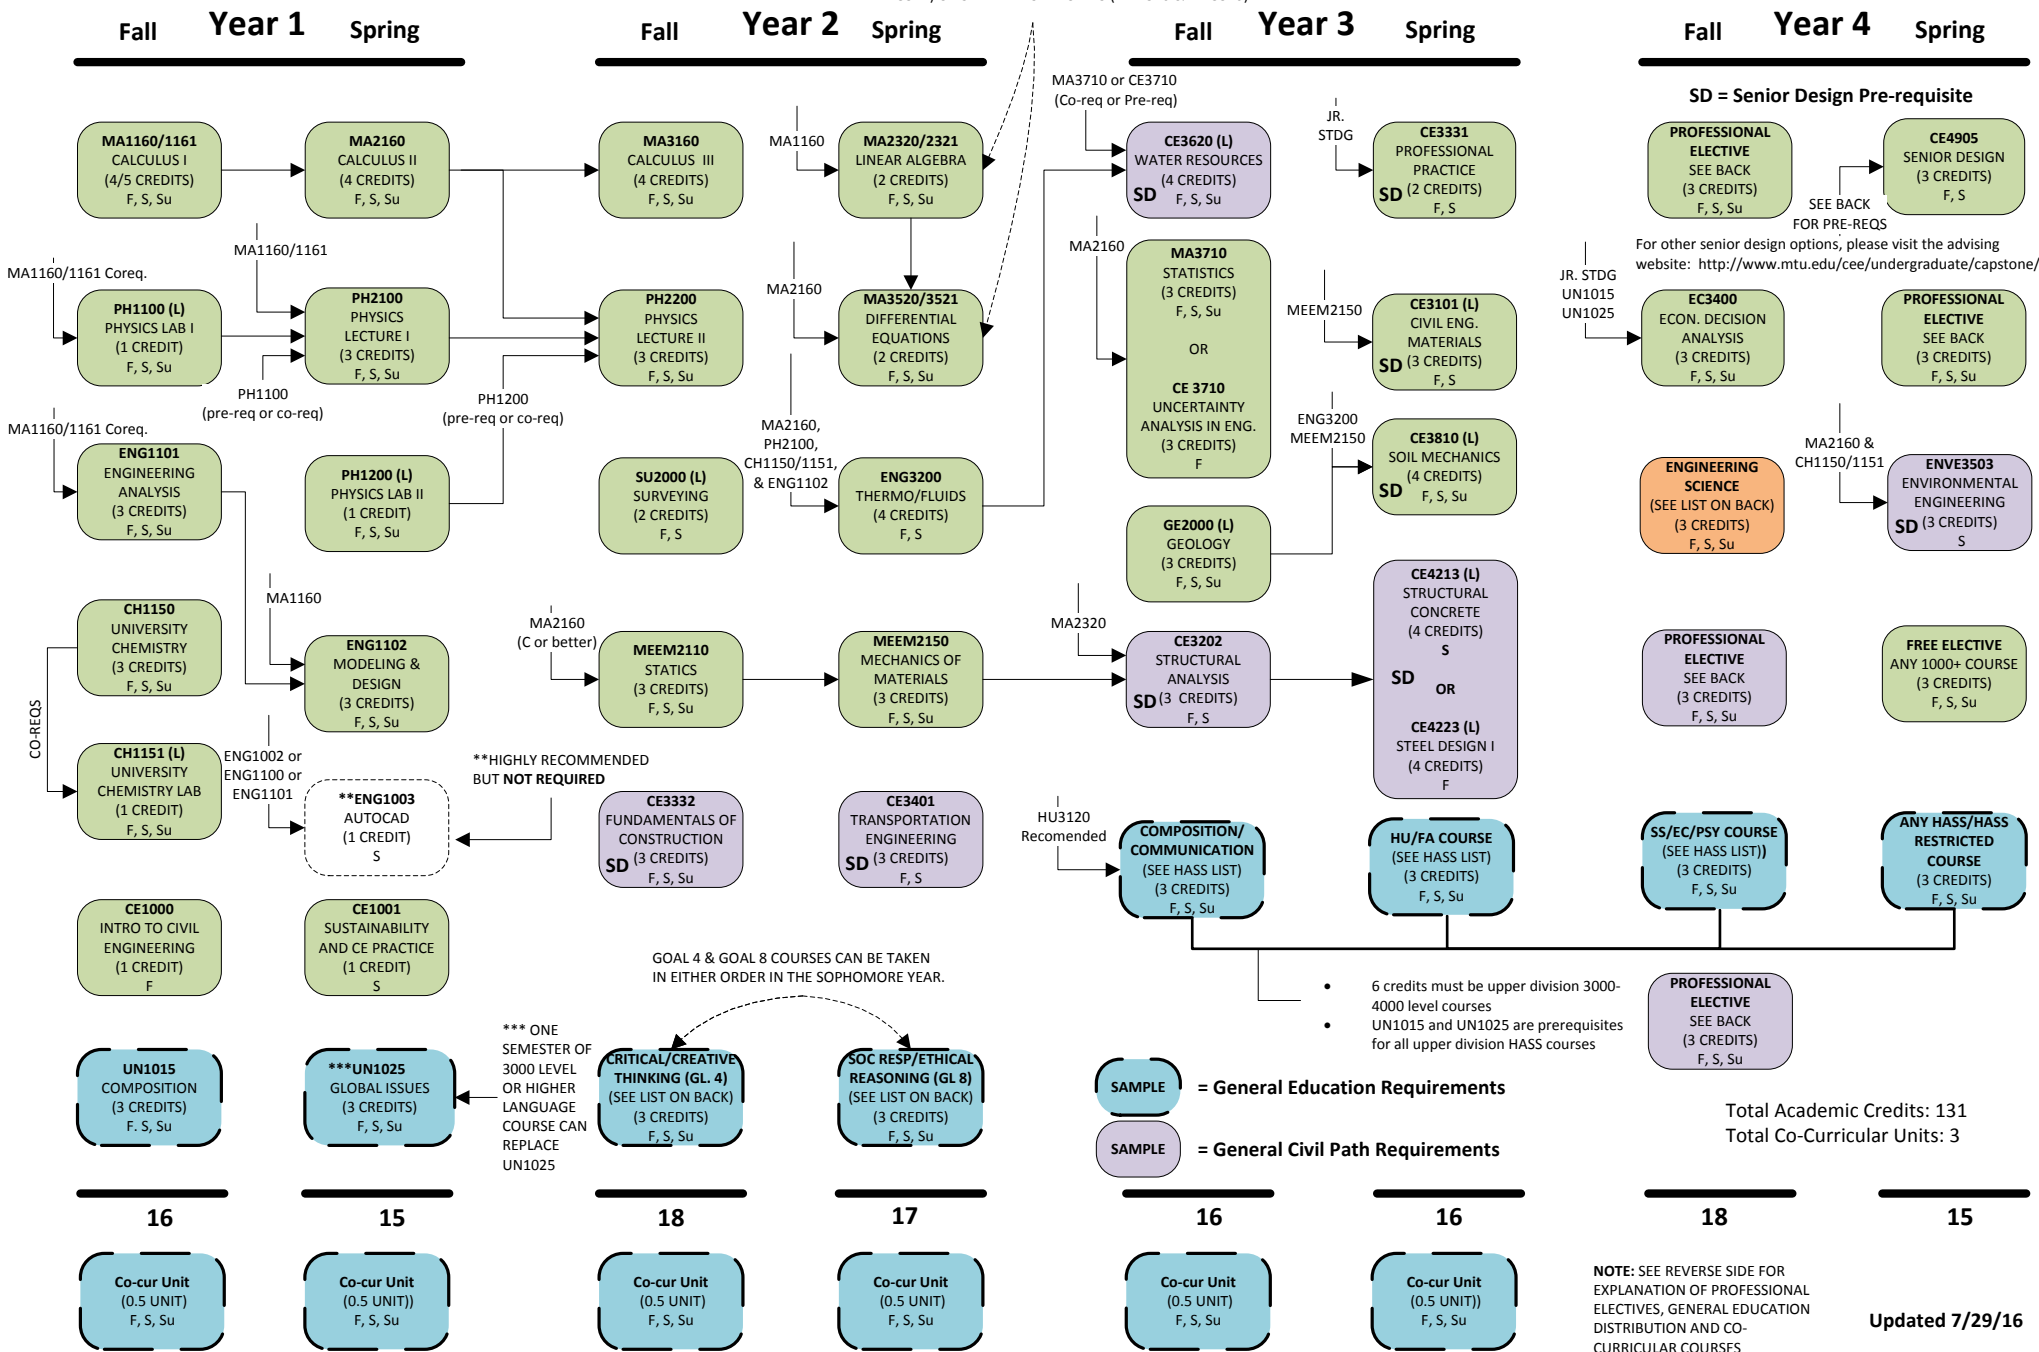 Fall
Year 1
Spring
Fall
Year 2
Spring
Fall
Year 3
Spring
Fall
Year 4
Spring
SD = Senior Design Pre-requisite
MA1160/1161
CALCULUS I
(4/5 CREDITS)
F, S, Su
MA2160
CALCULUS II
(4 CREDITS)
F, S, Su
MA3160
CALCULUS III
(4 CREDITS)
F, S, Su
MA1160
MA2320/2321
LINEAR ALGEBRA
(2 CREDITS)
F, S, Su
MA3710 or CE3710
(Co-req or Pre-req)
CE3620 (L)
WATER RESOURCES
(4 CREDITS)
SD F, S, Su
JR.
STDG
CE3331
PROFESSIONAL
PRACTICE
(2 CREDITS)
SD F, S
PROFESSIONAL
ELECTIVE
SEE BACK
(3 CREDITS)
F, S, Su
CE4905
SENIOR DESIGN
(3 CREDITS)
F, S
SEE BACK
FOR PRE-REQS
For other senior design options, please visit the advising
website: http://www.mtu.edu/cee/undergraduate/capstone/
MA1160/1161 Coreq.
PH1100 (L)
PHYSICS LAB I
(1 CREDIT)
F, S, Su
MA1160/1161
PH2100
PHYSICS
LECTURE I
(3 CREDITS)
F, S, Su
PH1100
(pre-req or co-req)
PH2200
PHYSICS
LECTURE II
(3 CREDITS)
F, S, Su
PH1200
(pre-req or co-req)
MA2160
MA3520/3521
DIFFERENTIAL
EQUATIONS
(2 CREDITS)
F, S, Su
MA2160
MA3710
STATISTICS
(3 CREDITS)
F, S, Su
OR
CE 3710
UNCERTAINTY
ANALYSIS IN ENG.
(3 CREDITS)
F
MEEM2150
CE3101 (L)
CIVIL ENG.
MATERIALS
SD (3 CREDITS)
F, S
JR. STDG
UN1015
UN1025
EC3400
ECON. DECISION
ANALYSIS
(3 CREDITS)
F, S, Su
PROFESSIONAL
ELECTIVE
SEE BACK
(3 CREDITS)
F, S, Su
MA1160/1161 Coreq.
ENG1101
ENGINEERING
ANALYSIS
(3 CREDITS)
F, S, Su
PH1200 (L)
PHYSICS LAB II
(1 CREDIT)
F, S, Su
SU2000 (L)
SURVEYING
(2 CREDITS)
F, S
MA2160,
PH2100,
CH1150/1151,
& ENG1102
ENG3200
THERMO/FLUIDS
(4 CREDITS)
F, S
GE2000 (L)
GEOLOGY
(3 CREDITS)
F, S, Su
ENG3200
MEEM2150
CE3810 (L)
SOIL MECHANICS
SD (4 CREDITS)
F, S, Su
ENGINEERING
SCIENCE
(SEE LIST ON BACK)
(3 CREDITS)
F, S, Su
MA2160 &
CH1150/1151
ENVE3503
ENVIRONMENTAL
ENGINEERING
SD (3 CREDITS)
S
CO-REQS
CH1150
UNIVERSITY
CHEMISTRY
(3 CREDITS)
F, S, Su
MA1160
ENG1102
MODELING &
DESIGN
(3 CREDITS)
F, S, Su
MA2160
(C or better)
MEEM2110
STATICS
(3 CREDITS)
F, S, Su
MEEM2150
MECHANICS OF
MATERIALS
(3 CREDITS)
F, S, Su
MA2320
CE3202
STRUCTURAL
ANALYSIS
SD (3 CREDITS)
F, S
CE4213 (L)
STRUCTURAL
CONCRETE
(4 CREDITS)
S
SD
OR
CE4223 (L)
STEEL DESIGN I
(4 CREDITS)
F
PROFESSIONAL
ELECTIVE
SEE BACK
(3 CREDITS)
F, S, Su
FREE ELECTIVE
ANY 1000+ COURSE
(3 CREDITS)
F, S, Su
CH1151 (L)
UNIVERSITY
CHEMISTRY LAB
(1 CREDIT)
F, S, Su
ENG1002 or
ENG1100 or
ENG1101
**ENG1003
AUTOCAD
(1 CREDIT)
S
**HIGHLY RECOMMENDED
BUT NOT REQUIRED
CE3332
FUNDAMENTALS OF
CONSTRUCTION
SD (3 CREDITS)
F, S, Su
CE3401
TRANSPORTATION
ENGINEERING
SD (3 CREDITS)
F, S
HU3120
Recomended
COMPOSITION/
COMMUNICATION
(SEE HASS LIST)
(3 CREDITS)
F, S, Su
HU/FA COURSE
(SEE HASS LIST)
(3 CREDITS)
F, S, Su
SS/EC/PSY COURSE
(SEE HASS LIST))
(3 CREDITS)
F, S, Su
ANY HASS/HASS
RESTRICTED
COURSE
(3 CREDITS)
F, S, Su
CE1000
INTRO TO CIVIL
ENGINEERING
(1 CREDIT)
F
CE1001
SUSTAINABILITY
AND CE PRACTICE
(1 CREDIT)
S
GOAL 4 & GOAL 8 COURSES CAN BE TAKEN
IN EITHER ORDER IN THE SOPHOMORE YEAR.
• 6 credits must be upper division 3000-
4000 level courses
• UN1015 and UN1025 are prerequisites
for all upper division HASS courses
PROFESSIONAL
ELECTIVE
SEE BACK
(3 CREDITS)
F, S, Su
UN1015
COMPOSITION
(3 CREDITS)
F. S, Su
***UN1025
GLOBAL ISSUES
(3 CREDITS)
F, S, Su
*** ONE
SEMESTER OF
3000 LEVEL
OR HIGHER
LANGUAGE
COURSE CAN
REPLACE
UN1025
CRITICAL/CREATIVE
THINKING (GL. 4)
(SEE LIST ON BACK)
(3 CREDITS)
F, S, Su
SOC RESP/ETHICAL
REASONING (GL 8)
(SEE LIST ON BACK)
(3 CREDITS)
F, S, Su
SAMPLE = General Education Requirements
SAMPLE = General Civil Path Requirements
Total Academic Credits: 131
Total Co-Curricular Units: 3
16
15
18
17
16
16
18
15
Co-cur Unit
(0.5 UNIT)
F, S, Su
Co-cur Unit
(0.5 UNIT))
F, S, Su
Co-cur Unit
(0.5 UNIT)
F, S, Su
Co-cur Unit
(0.5 UNIT)
F, S, Su
Co-cur Unit
(0.5 UNIT)
F, S, Su
Co-cur Unit
(0.5 UNIT))
F, S, Su
NOTE: SEE REVERSE SIDE FOR
EXPLANATION OF PROFESSIONAL
ELECTIVES, GENERAL EDUCATION
DISTRIBUTION AND CO-
CURRICULAR COURSES
Updated 7/29/16